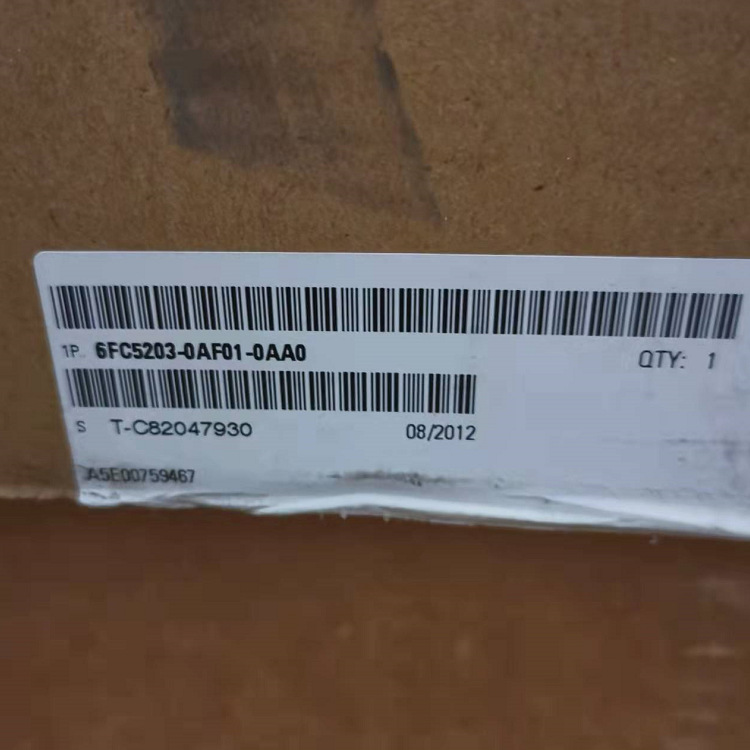 1P 6FC5203-0AF01-0AA0 QTY: 1
S T-C82047930 08/2012
A5E00759467